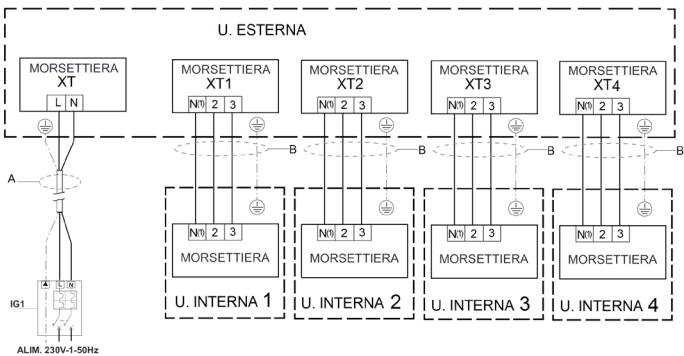 U. ESTERNA
MORSETTIERA
XT
L N
MORSETTIERA
XT1
N(1) 2 3
MORSETTIERA
XT2
N(1) 2 3
MORSETTIERA
XT3
N(1) 2 3
MORSETTIERA
XT4
N(1) 2 3
A
B
B
B
B
N(1) 2 3
MORSETTIERA
U. INTERNA 1
N(1) 2 3
MORSETTIERA
U. INTERNA 2
N(1) 2 3
MORSETTIERA
U. INTERNA 3
N(1) 2 3
MORSETTIERA
U. INTERNA 4
L N
IG1
ALIM. 230V-1-50Hz